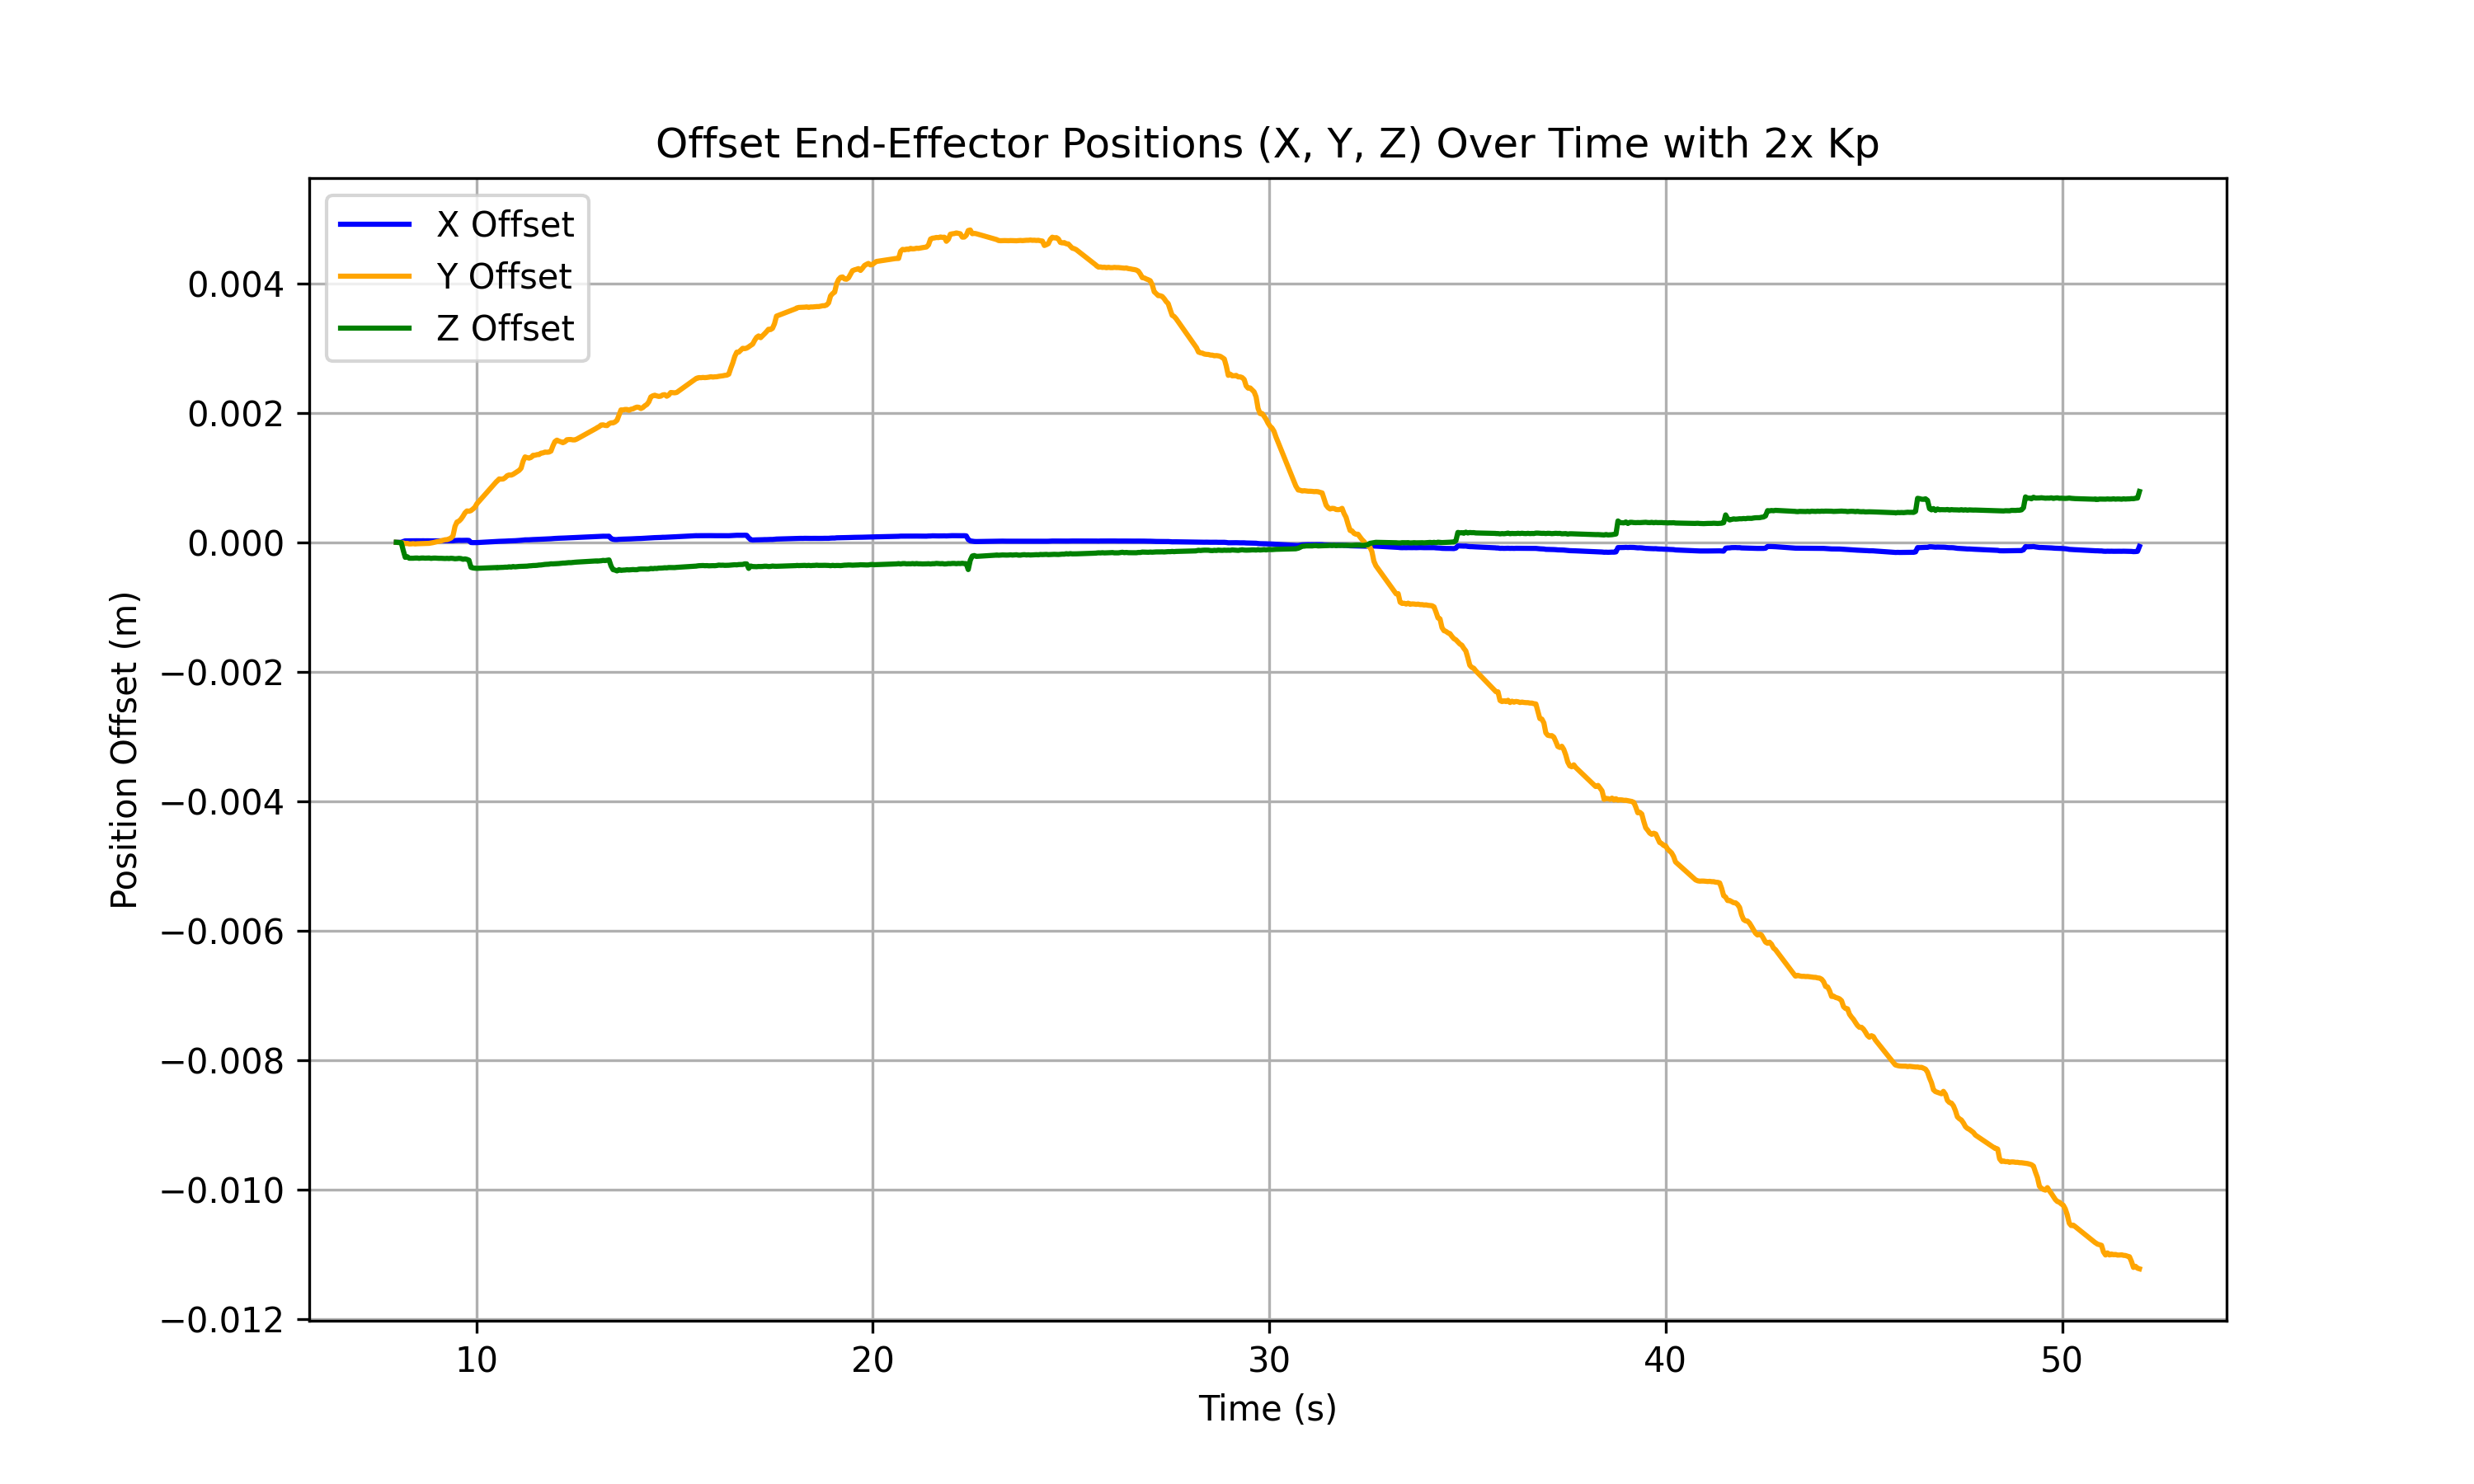 Offset End-Effector Positions (X, Y, Z) Over Time with 2x Kp
X Offset
Y Offset
Z Offset
0.004
0.002
0.000
−0.002
−0.004
−0.006
−0.008
−0.010
−0.012
Position Offset (m)
10 20 30 40 50
Time (s)